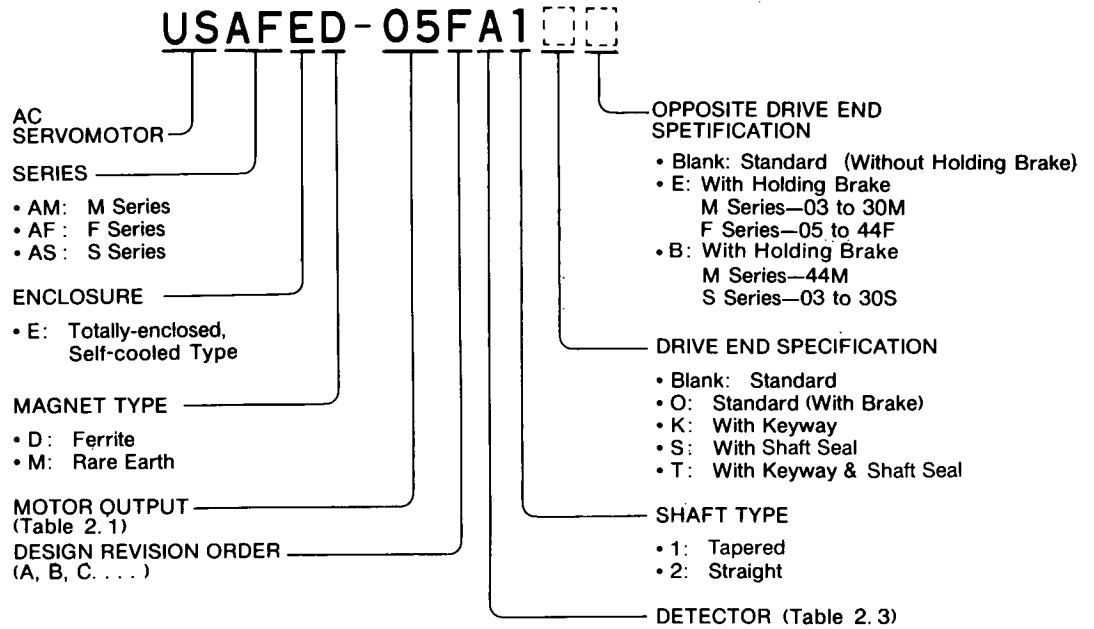 USAFED-05FA1
AC
SERVOMOTOR
SERIES
• AM: M Series
• AF: F Series
• AS: S Series
ENCLOSURE
• E: Totally-enclosed,
Self-cooled Type
MAGNET TYPE
• D: Ferrite
• M: Rare Earth
MOTOR OUTPUT
(Table 2.1)
DESIGN REVISION ORDER
(A, B, C. . . . )
OPPOSITE DRIVE END
SPETIFICATION
• Blank: Standard (Without Holding Brake)
• E: With Holding Brake
M Series—03 to 30M
F Series—05 to 44F
• B: With Holding Brake
M Series—44M
S Series—03 to 30S
DRIVE END SPECIFICATION
• Blank: Standard
• O: Standard (With Brake)
• K: With Keyway
• S: With Shaft Seal
• T: With Keyway & Shaft Seal
SHAFT TYPE
• 1: Tapered
• 2: Straight
DETECTOR (Table 2.3)